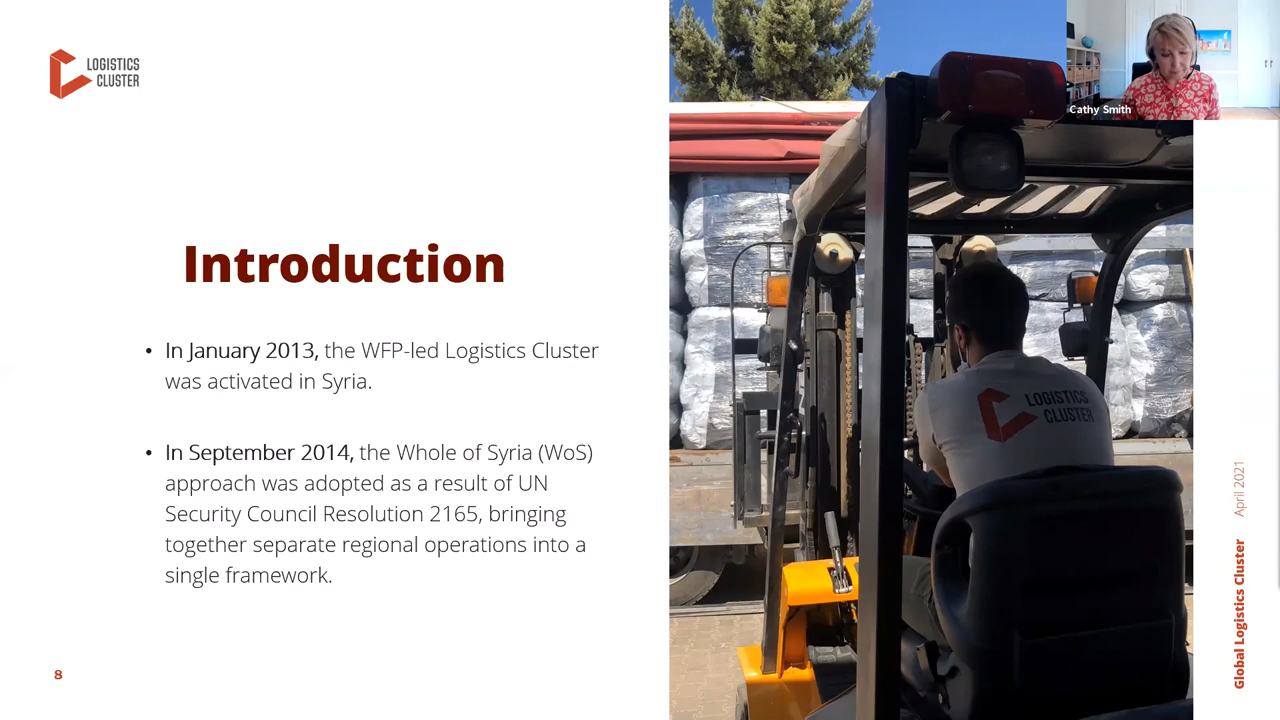 LOGISTICS
CLUSTER
Cathy Smith
Introduction
• In January 2013, the WFP-led Logistics Cluster
was activated in Syria.
• In September 2014, the Whole of Syria (WoS)
approach was adopted as a result of UN
Security Council Resolution 2165, bringing
together separate regional operations into a
single framework.
LOGISTICS
CLUSTER
Global Logistics Cluster April 2021
8